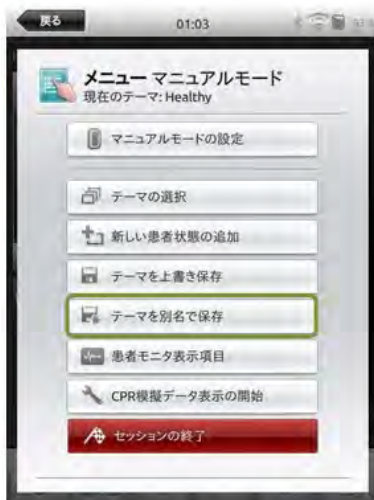 戻る
01:03
メニュー マニュアルモード
現在のテーマ: Healthy
マニュアルモードの設定
テーマの選択
新しい患者状態の追加
テーマを上書き保存
テーマを別名で保存
患者モニタ表示項目
CPR模擬データ表示の開始
セッションの終了